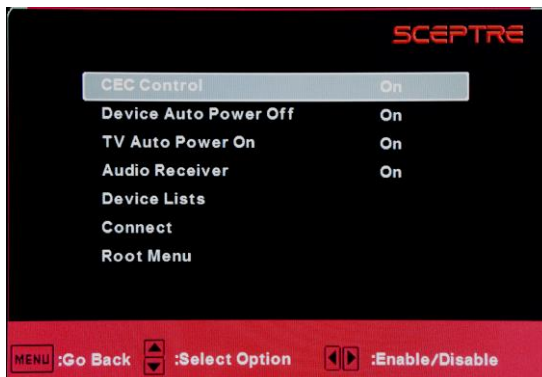 SCEPTRE
CEC Control On
Device Auto Power Off On
TV Auto Power On On
Audio Receiver On
Device Lists
Connect
Root Menu
MENU :Go Back :Select Option :Enable/Disable